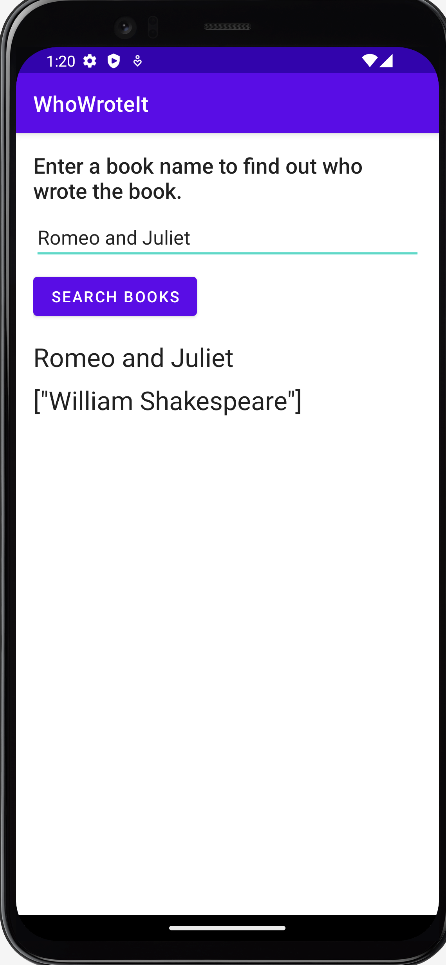 1:20
WhoWroteIt
Enter a book name to find out who
wrote the book.
Romeo and Juliet
SEARCH BOOKS
Romeo and Juliet
["William Shakespeare"]